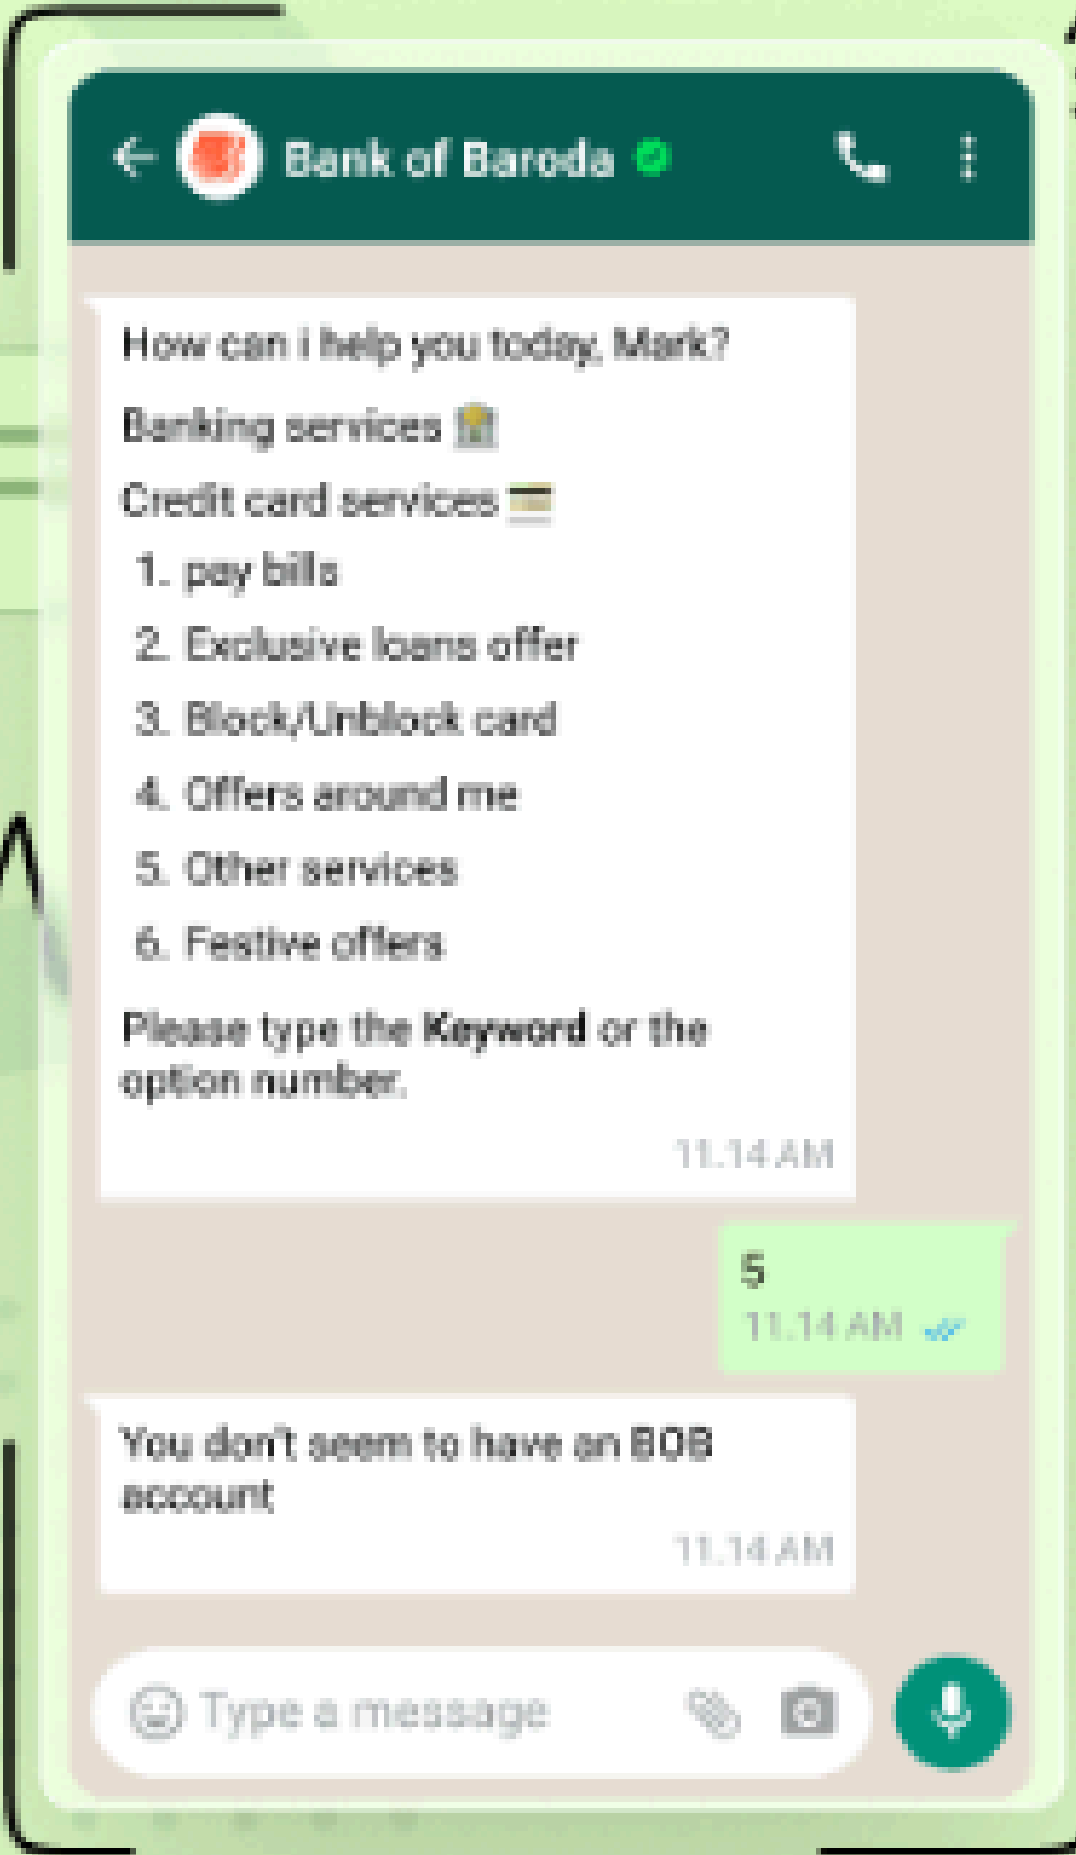 Bank of Baroda
How can i help you today, Mark?
Banking services
Credit card services
1. pay bills
2. Exclusive loans offer
3. Block/Unblock card
4. Offers around me
5. Other services
6. Festive offers
Please type the Keyword or the
option number.
11.14 AM
5
11.14 AM
You don't seem to have an BOB
account
11.14 AM
Type a message